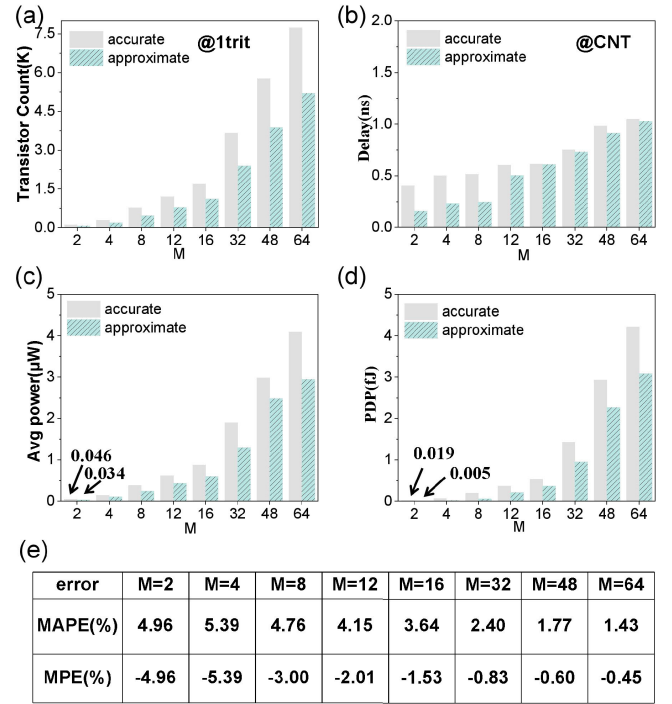 (a)
@1trit
accurate
approximate
Transistor Count(K)
7.5
6.0
4.5
3.0
1.5
0.0
2 4 8 12 16 32 48 64
M
(b)
@CNT
accurate
approximate
Delay(ns)
2.0
1.5
1.0
0.5
0.0
2 4 8 12 16 32 48 64
M
(c)
accurate
approximate
Avg power(μW)
5
4
3
2
1
0
0.046
0.034
2 4 8 12 16 32 48 64
M
(d)
accurate
approximate
PDP(fJ)
5
4
3
2
1
0
0.019
0.005
2 4 8 12 16 32 48 64
M
(e)
error M=2 M=4 M=8 M=12 M=16 M=32 M=48 M=64
MAPE(%) 4.96 5.39 4.76 4.15 3.64 2.40 1.77 1.43
MPE(%) -4.96 -5.39 -3.00 -2.01 -1.53 -0.83 -0.60 -0.45